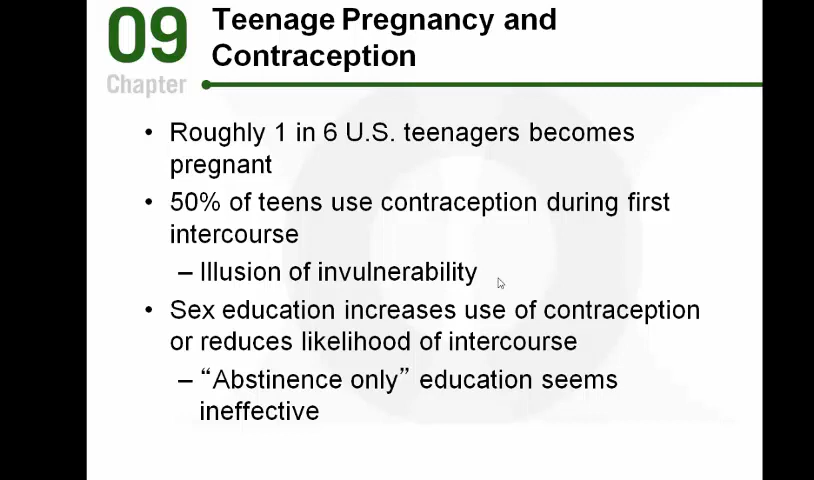 09
Chapter
Teenage Pregnancy and
Contraception
• Roughly 1 in 6 U.S. teenagers becomes
pregnant
• 50% of teens use contraception during first
intercourse
– Illusion of invulnerability
• Sex education increases use of contraception
or reduces likelihood of intercourse
– “Abstinence only” education seems
ineffective